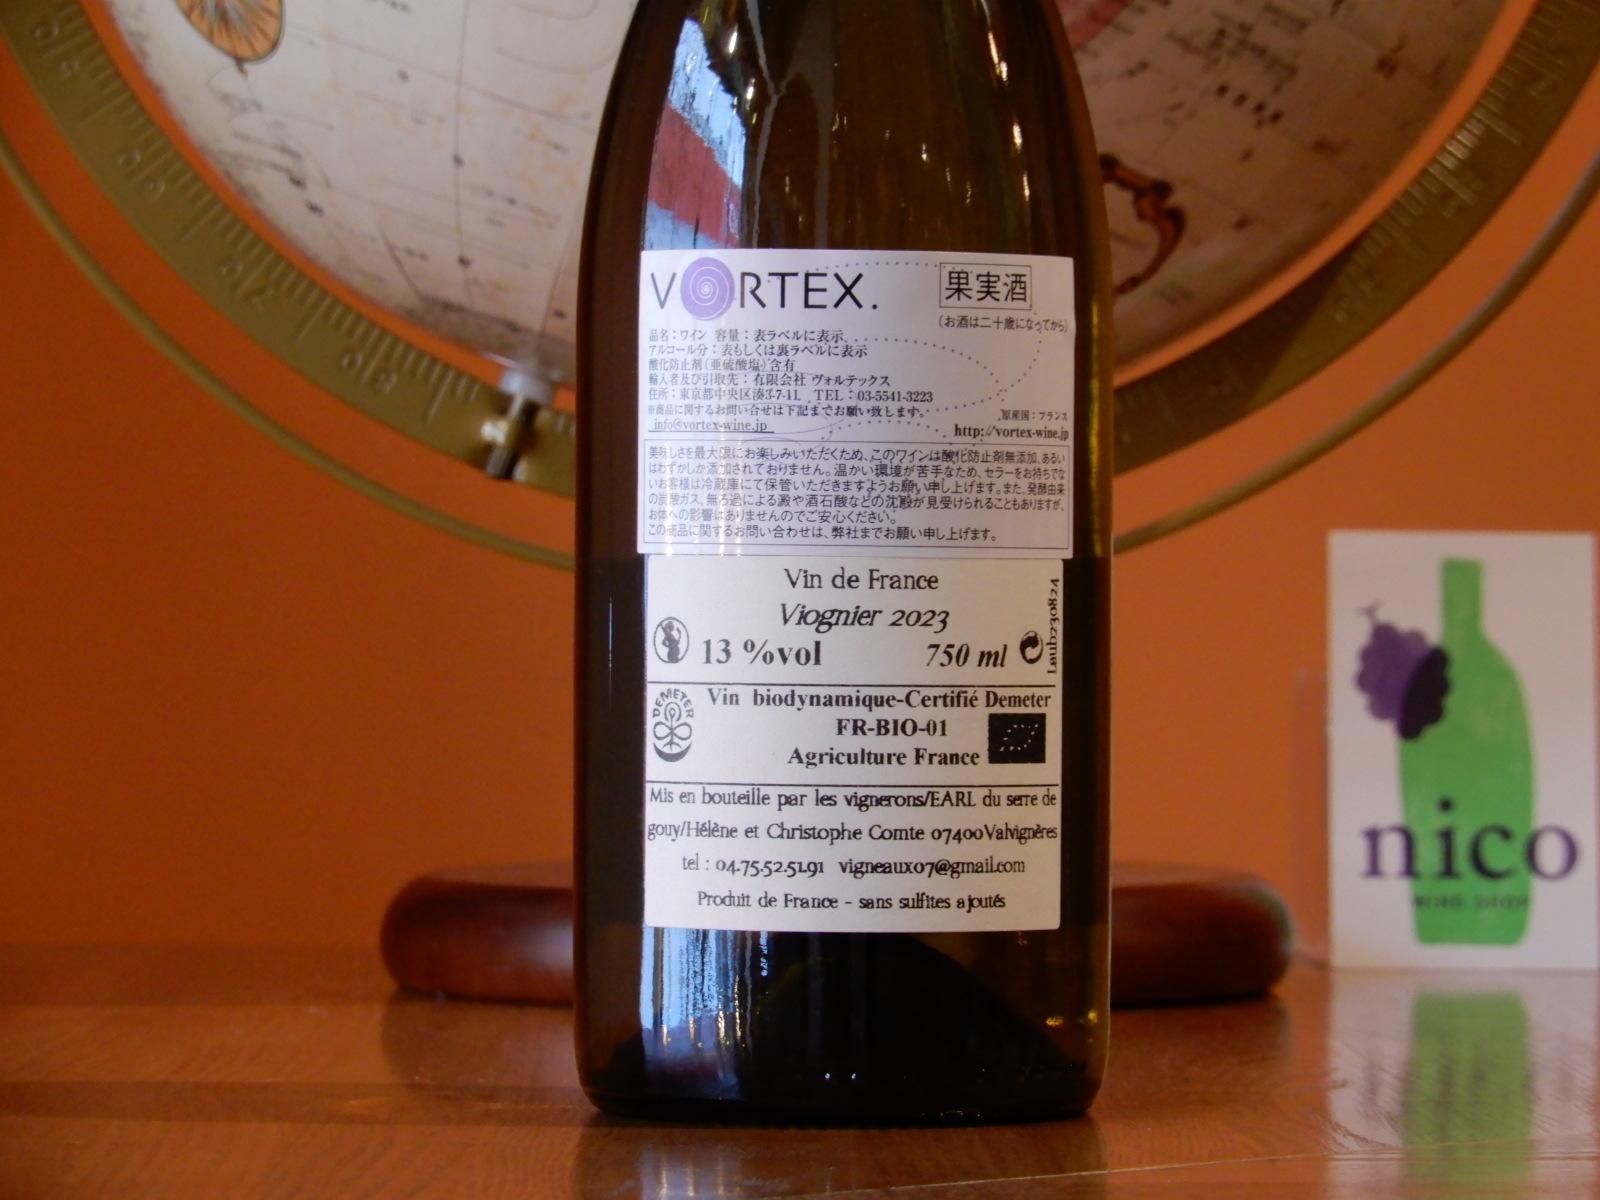 VORTEX.
果実酒
(お酒は二十歳になってから)
品名：ワイン 容量：表ラベルに表示
アルコール分：表もしくは裏ラベルに表示
酸化防止剤(亜硫酸塩)含有
輸入者及び引取先：有限会社 ヴォルテックス
住所：東京都中央区湊3-7-1L TEL：03-5541-3223
※商品に関するお問い合せは下記までお願い致します。
原産国：フランス
info@vortex-wine.jp
http://vortex-wine.jp
美味しさを最大限にお楽しみいただくため、このワインは酸化防止剤無添加、あるい
はわずかしか添加されておりません。温かい環境が苦手なため、セラーをお持ちでな
いお客様は冷蔵庫にて保管いただきますようお願い申し上げます。また、発酵由来
の炭酸ガス、無ろ過による澱や酒石酸などの沈殿が見受けられることもありますが、
お体への影響はありませんのでご安心ください。
この商品に関するお問い合わせは、弊社までお願い申し上げます。
Vin de France
Viognier 2023
13 %vol 750 ml
Laub230824
DEMETER
Vin biodynamique-Certifié Demeter
FR-BIO-01
Agriculture France
Mis en bouteille par les vignerons/EARL du serre de
gouy/Hélène et Christophe Comte 07400Valvignères
tel : 04.75.52.51.91 vigneaux07@gmail.com
Produit de France - sans sulfites ajoutés
nico
WINE SHOP